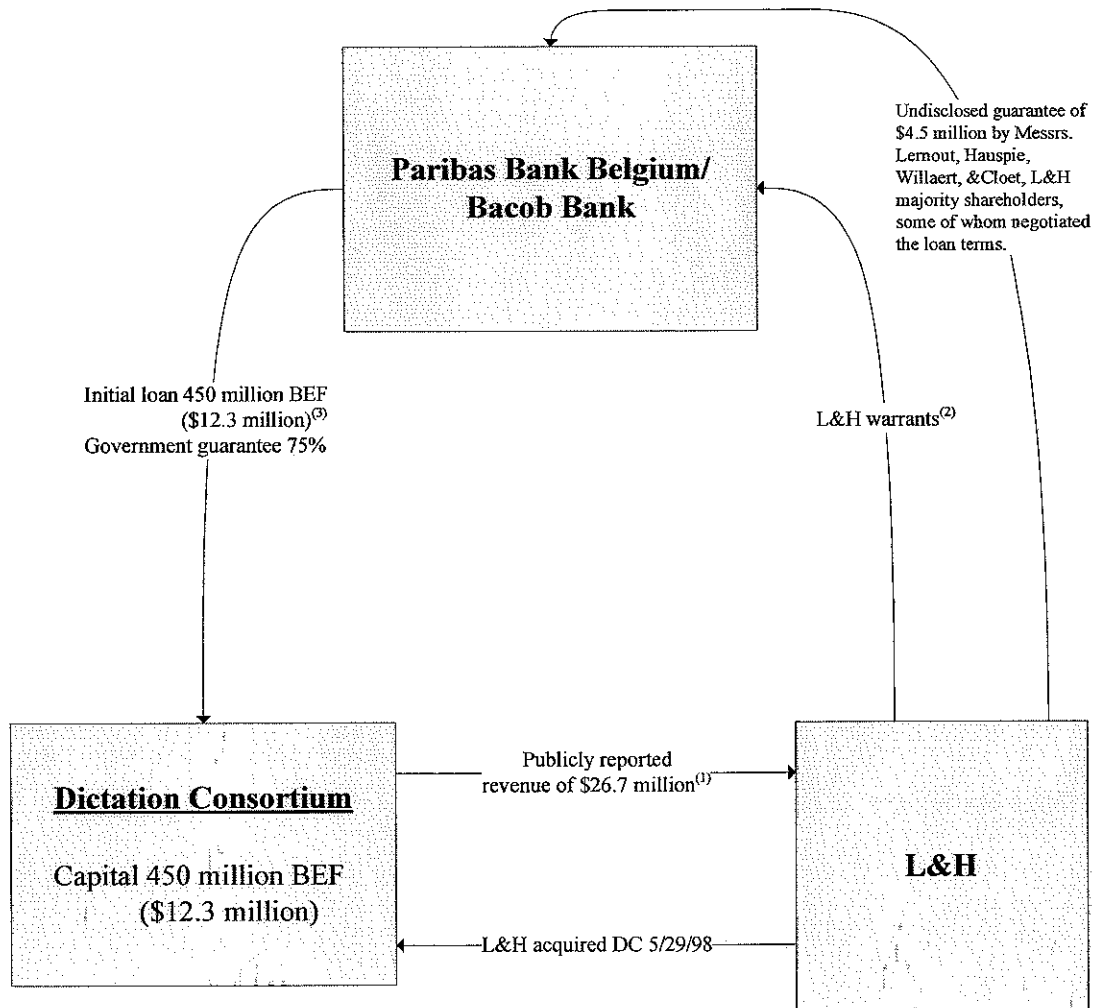 Paribas Bank Belgium/
Bacob Bank
Undisclosed guarantee of
$4.5 million by Messrs.
Lernout, Hauspie,
Willaert, &Cloet, L&H
majority shareholders,
some of whom negotiated
the loan terms.
Initial loan 450 million BEF
($12.3 million)(3)
Government guarantee 75%
L&H warrants(2)
Dictation Consortium
Capital 450 million BEF
($12.3 million)
Publicly reported
revenue of $26.7 million(1)
L&H acquired DC 5/29/98
L&H